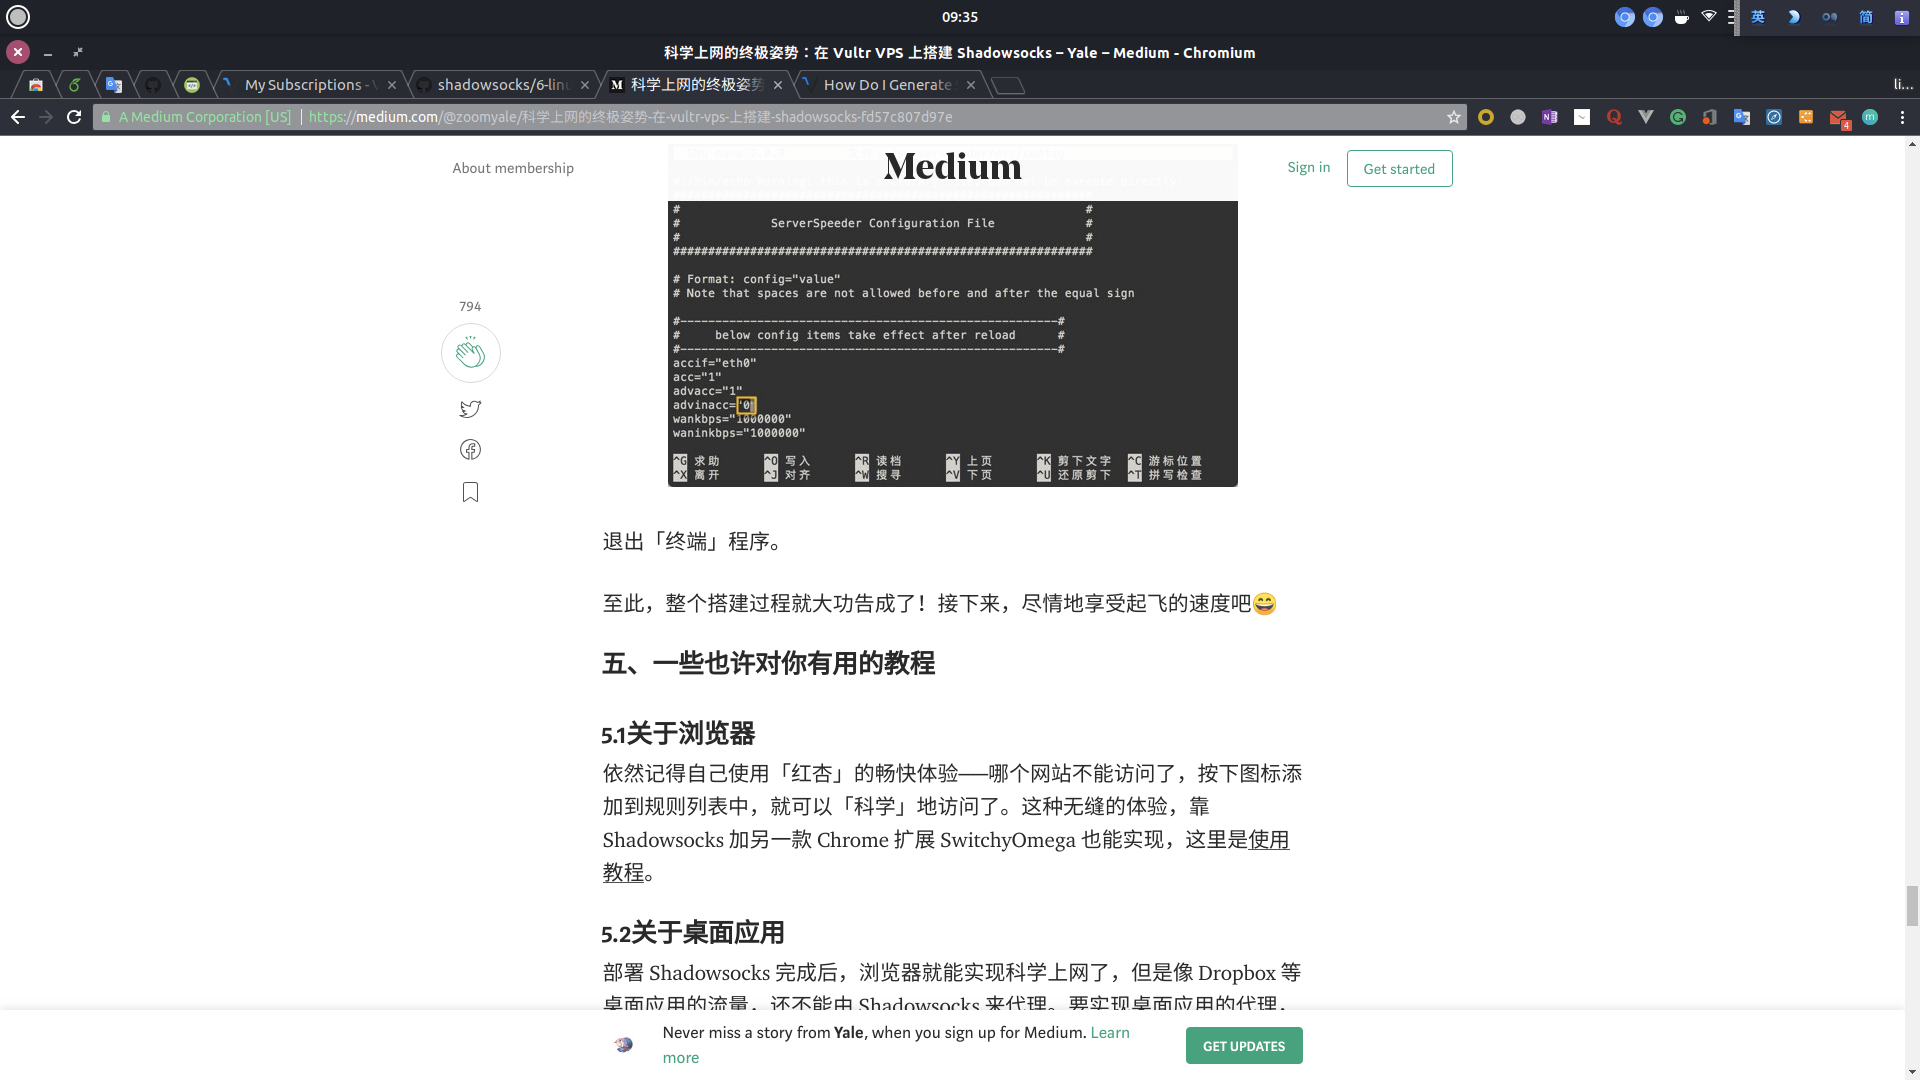 09:35
英
简
科学上网的终极姿势：在 Vultr VPS 上搭建 Shadowsocks – Yale – Medium - Chromium
My Subscriptions -
shadowsocks/6-linu
科学上网的终极姿势
How Do I Generate
li...
A Medium Corporation [US] | https://medium.com/@zoomyale/科学上网的终极姿势-在-vultr-vps-上搭建-shadowsocks-fd57c807d97e
4
About membership
Medium
Sign in
Get started
# #
# ServerSpeeder Configuration File #
# #
############################################################
# Format: config="value"
# Note that spaces are not allowed before and after the equal sign
#------------------------------------------------------#
# below config items take effect after reload #
#------------------------------------------------------#
accif="eth0"
acc="1"
advacc="1"
advinacc="0"
wankbps="1000000"
waninkbps="1000000"
^G 求助 ^O 写入 ^R 读档 ^Y 上页 ^K 剪下文字 ^C 游标位置
^X 离开 ^J 对齐 ^W 搜寻 ^V 下页 ^U 还原剪下 ^T 拼写检查
794
退出「终端」程序。
至此，整个搭建过程就大功告成了！接下来，尽情地享受起飞的速度吧😄
五、一些也许对你有用的教程
5.1关于浏览器
依然记得自己使用「红杏」的畅快体验——哪个网站不能访问了，按下图标添
加到规则列表中，就可以「科学」地访问了。这种无缝的体验，靠
Shadowsocks 加另一款 Chrome 扩展 SwitchyOmega 也能实现，这里是使用
教程。
5.2关于桌面应用
部署 Shadowsocks 完成后，浏览器就能实现科学上网了，但是像 Dropbox 等
桌面应用的流量，还不能由 Shadowsocks 来代理。要实现桌面应用的代理，
Never miss a story from Yale, when you sign up for Medium. Learn
more
GET UPDATES